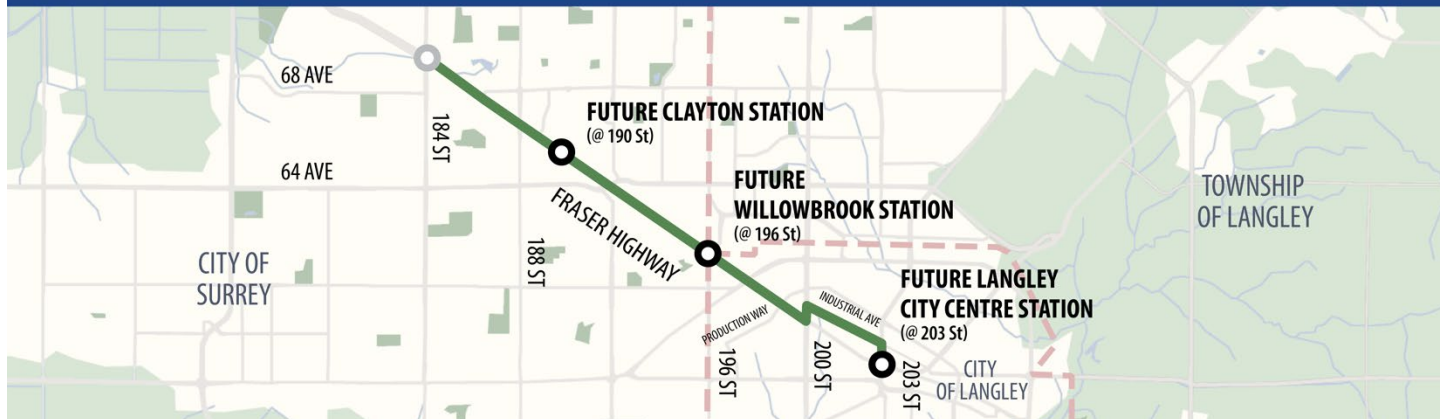 68 AVE
184 ST
FUTURE CLAYTON STATION
(@ 190 St)
64 AVE
FUTURE
WILLOWBROOK STATION
(@ 196 St)
TOWNSHIP
OF LANGLEY
FRASER HIGHWAY
188 ST
CITY OF
SURREY
FUTURE LANGLEY
CITY CENTRE STATION
(@ 203 St)
INDUSTRIAL AVE
PRODUCTION WAY
196 ST
200 ST
203 ST
CITY
OF LANGLEY